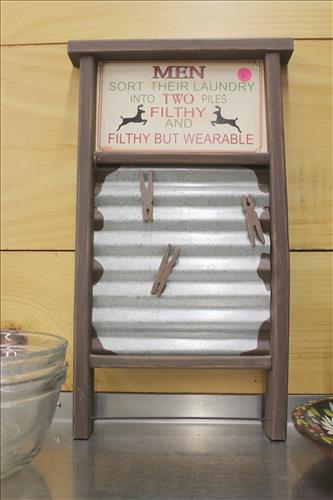 MEN
SORT THEIR LAUNDRY
INTO TWO PILES
FILTHY
AND
FILTHY BUT WEARABLE